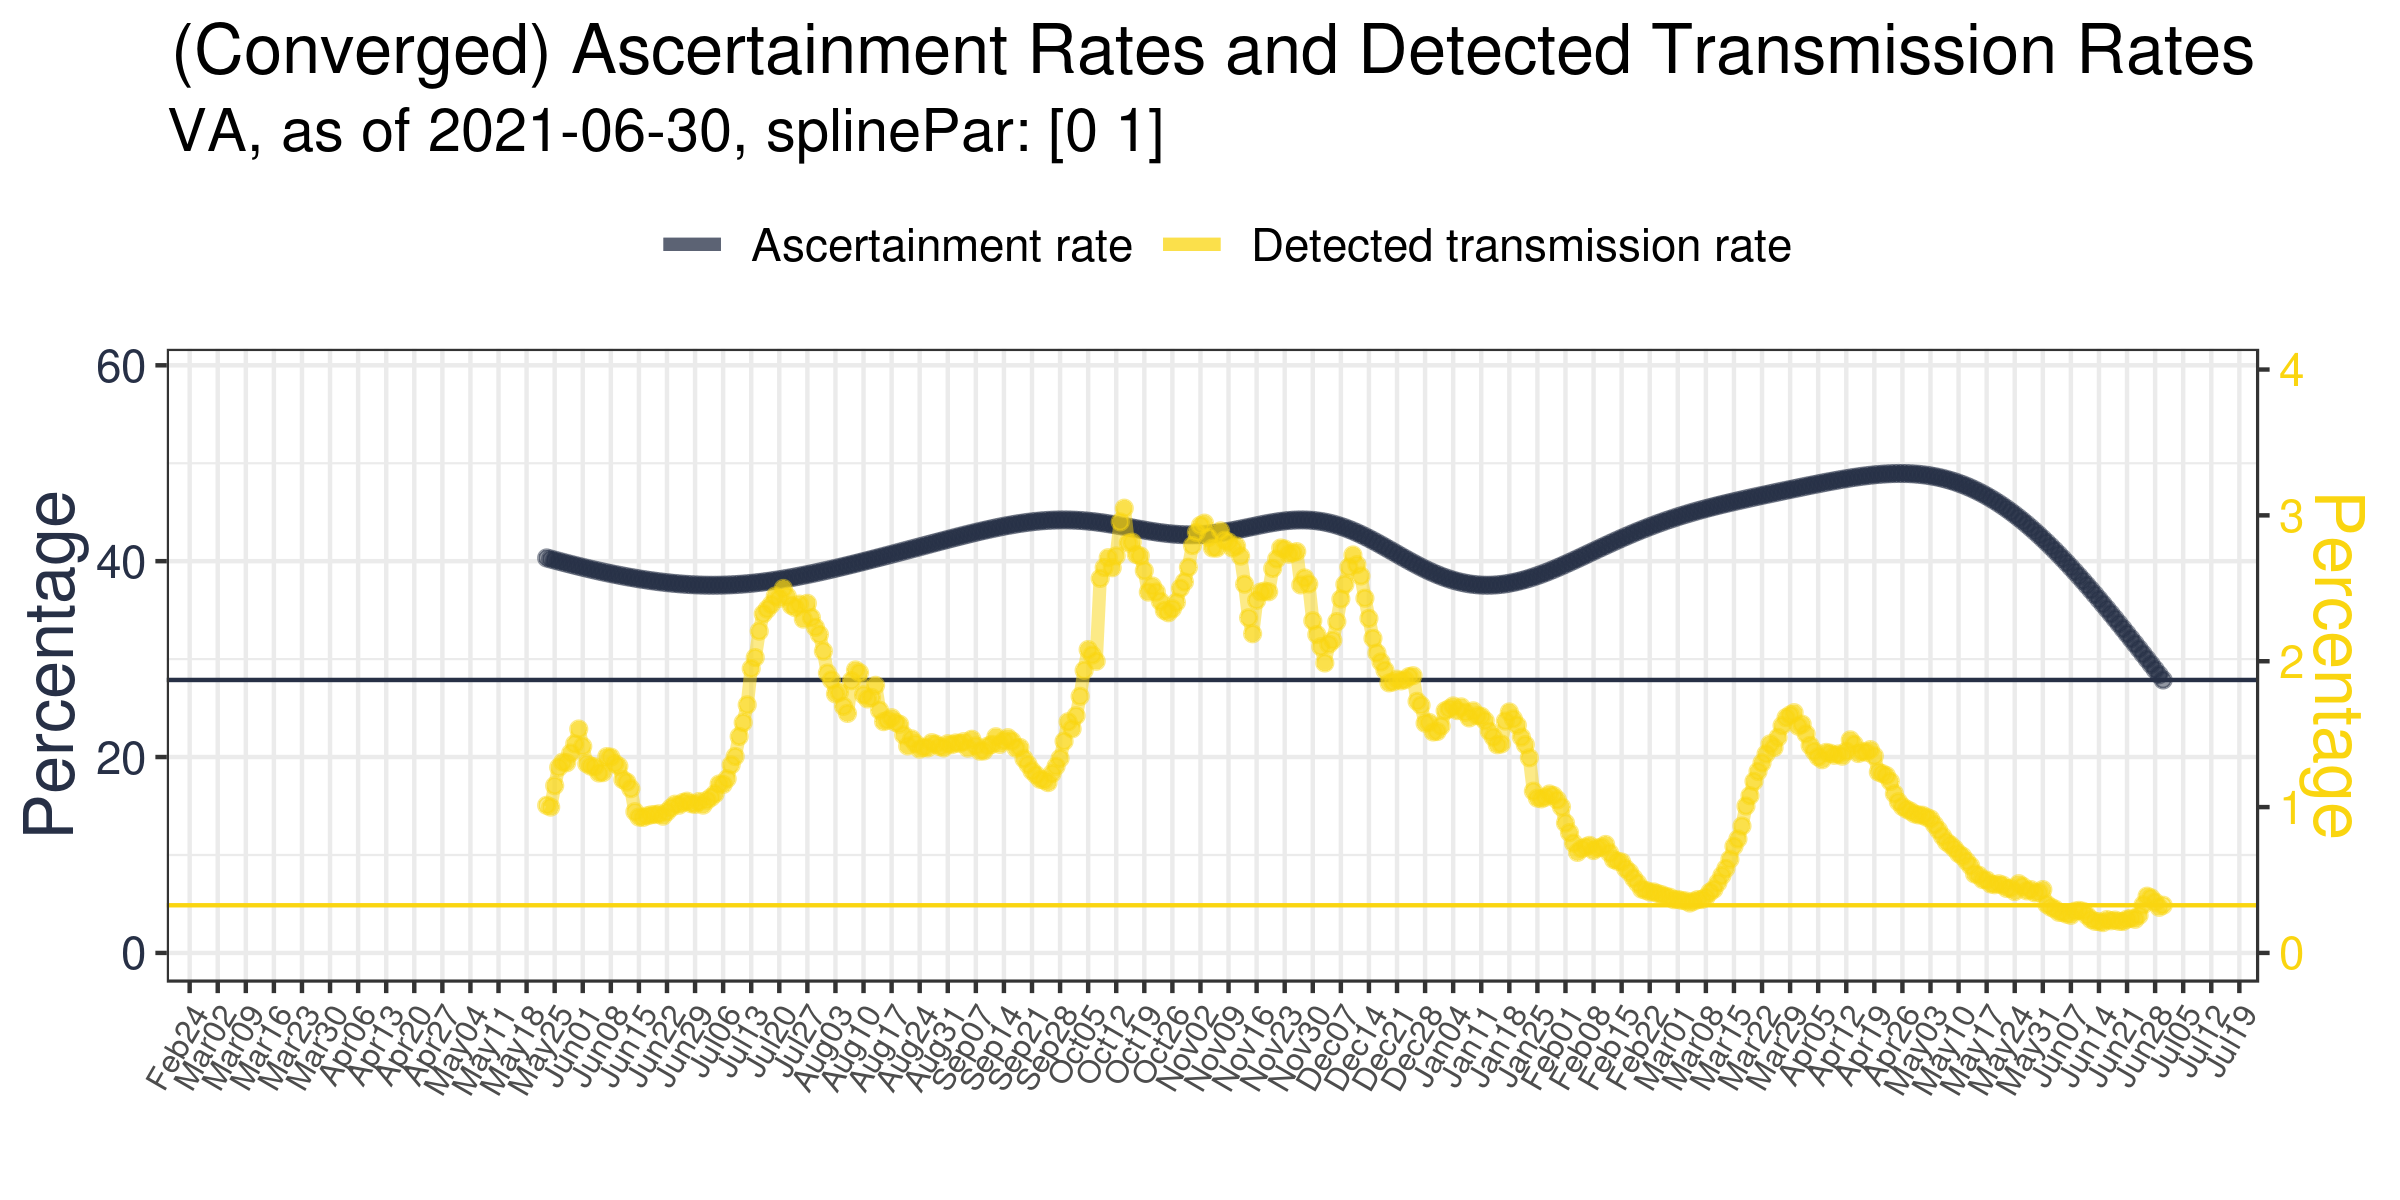 (Converged) Ascertainment Rates and Detected Transmission Rates
VA, as of 2021-06-30, splinePar: [0 1]
Ascertainment rate Detected transmission rate
Percentage
60
40
20
0
4
3
2
1
0
Percentage
Feb24
Mar02
Mar09
Mar16
Mar23
Mar30
Apr06
Apr13
Apr20
Apr27
May04
May11
May18
May25
Jun01
Jun08
Jun15
Jun22
Jun29
Jul06
Jul13
Jul20
Jul27
Aug03
Aug10
Aug17
Aug24
Aug31
Sep07
Sep14
Sep21
Sep28
Oct05
Oct12
Oct19
Oct26
Nov02
Nov09
Nov16
Nov23
Nov30
Dec07
Dec14
Dec21
Dec28
Jan04
Jan11
Jan18
Jan25
Feb01
Feb08
Feb15
Feb22
Mar01
Mar08
Mar15
Mar22
Mar29
Apr05
Apr12
Apr19
Apr26
May03
May10
May17
May24
May31
Jun07
Jun14
Jun21
Jun28
Jul05
Jul12
Jul19